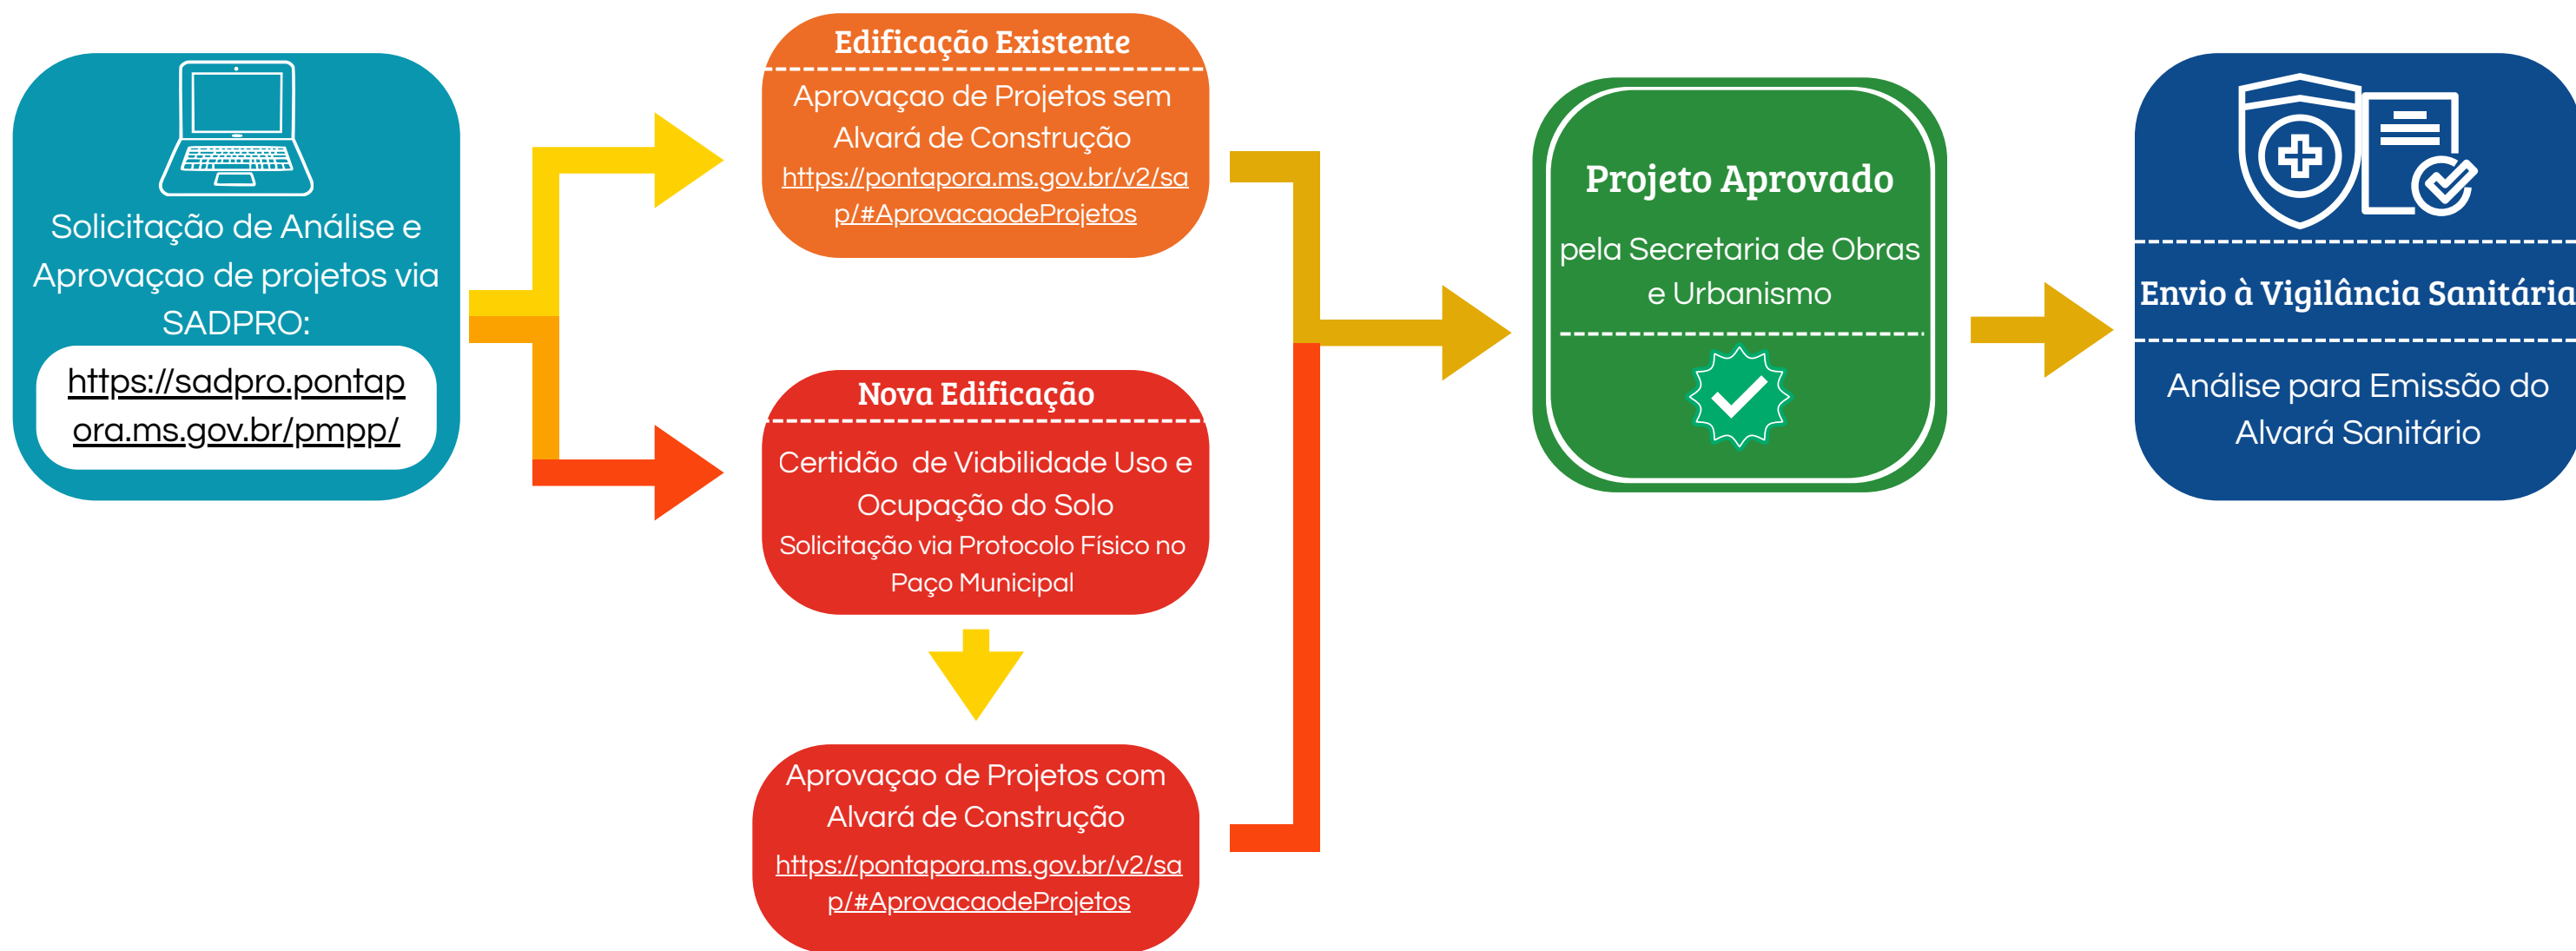 Solicitação de Análise e
Aprovaçao de projetos via
SADPRO:
https://sadpro.pontap
ora.ms.gov.br/pmpp/
Edificação Existente
Aprovaçao de Projetos sem
Alvará de Construção
https://pontapora.ms.gov.br/v2/sa
p/#AprovacaodeProjetos
Nova Edificação
Certidão de Viabilidade Uso e
Ocupação do Solo
Solicitação via Protocolo Físico no
Paço Municipal
Aprovaçao de Projetos com
Alvará de Construção
https://pontapora.ms.gov.br/v2/sa
p/#AprovacaodeProjetos
Projeto Aprovado
pela Secretaria de Obras
e Urbanismo
Envio à Vigilância Sanitária
Análise para Emissão do
Alvará Sanitário